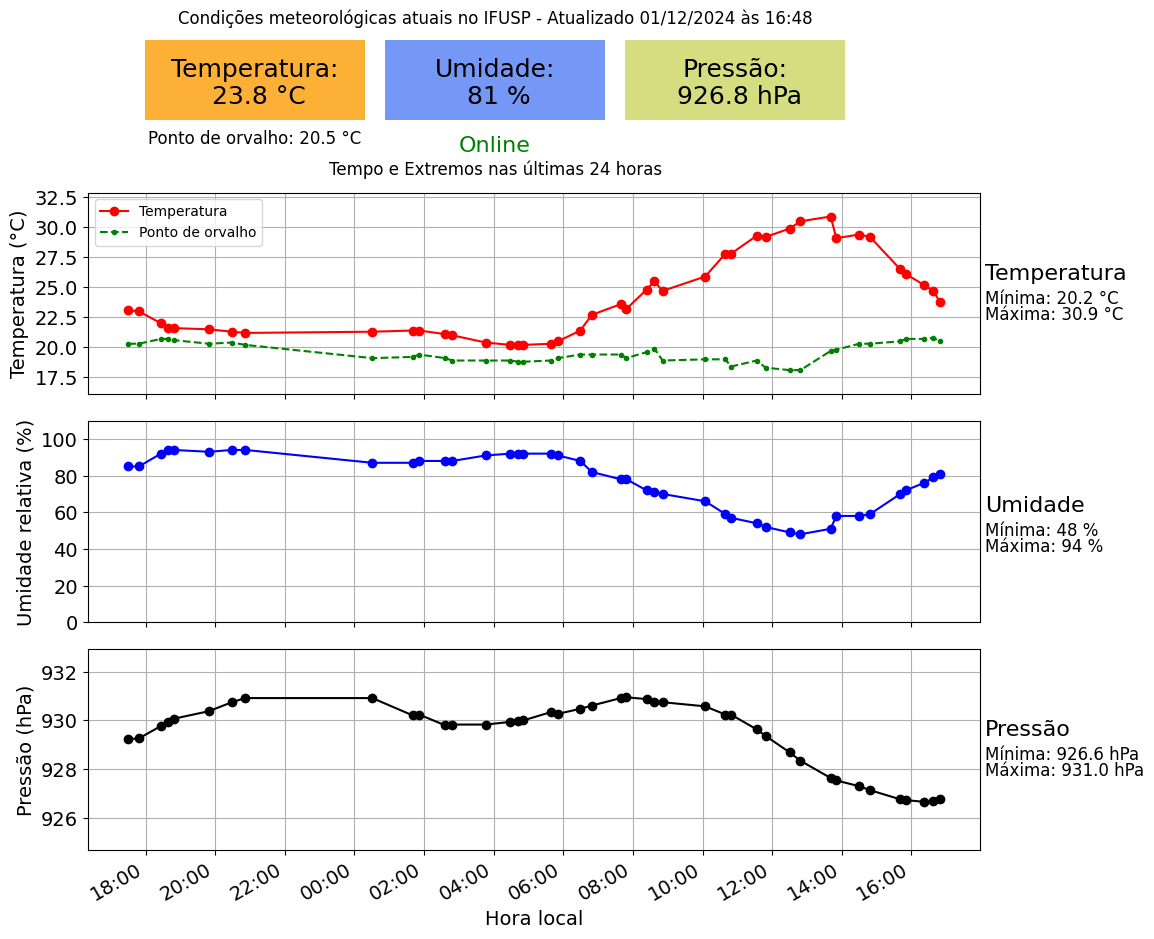 Condições meteorológicas atuais no IFUSP - Atualizado 01/12/2024 às 16:48
Temperatura:
23.8 °C
Umidade:
81 %
Pressão:
926.8 hPa
Ponto de orvalho: 20.5 °C
Online
Tempo e Extremos nas últimas 24 horas
Temperatura (°C)
32.5
30.0
27.5
25.0
22.5
20.0
17.5
Temperatura
Ponto de orvalho
Temperatura
Mínima: 20.2 °C
Máxima: 30.9 °C
Umidade relativa (%)
100
80
60
40
20
0
Umidade
Mínima: 48 %
Máxima: 94 %
Pressão (hPa)
932
930
928
926
Pressão
Mínima: 926.6 hPa
Máxima: 931.0 hPa
18:00 20:00 22:00 00:00 02:00 04:00 06:00 08:00 10:00 12:00 14:00 16:00
Hora local